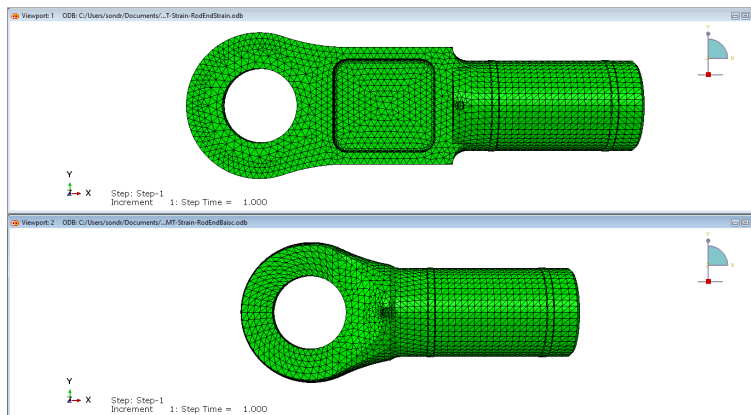 Viewport: 1 ODB: C:/Users/sondr/Documents/...T-Strain-RodEndStrain.odb
Y
X
Y
Z X
Step: Step-1
Increment 1: Step Time = 1.000
Viewport: 2 ODB: C:/Users/sondr/Documents/...MT-Strain-RodEndBaisc.odb
Y
X
Y
Z X
Step: Step-1
Increment 1: Step Time = 1.000